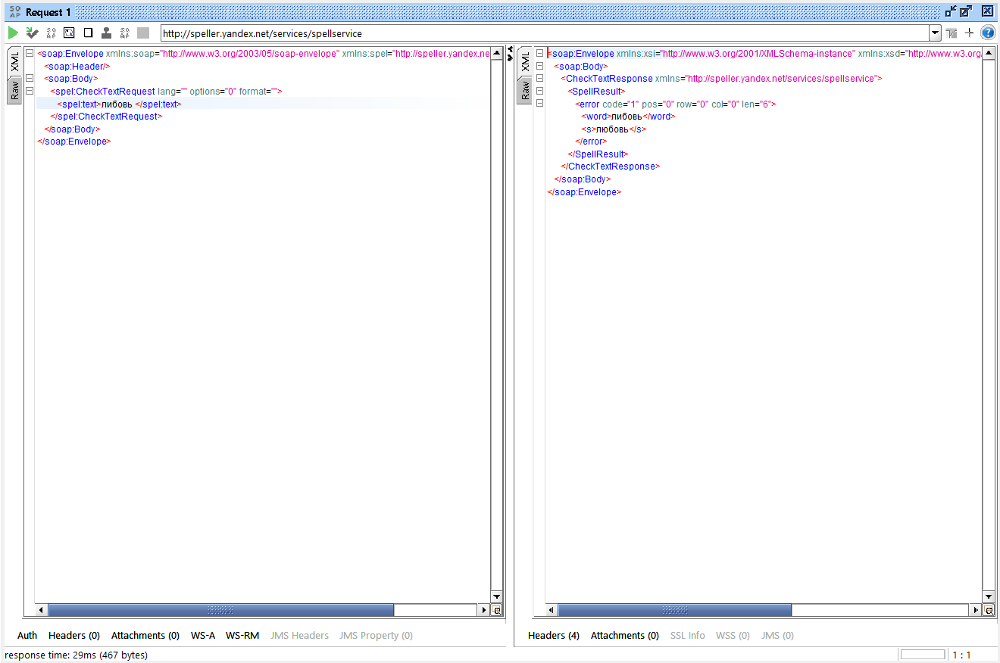 SO AP Request 1
http://speller.yandex.net/services/spellservice
XML
Raw
<soap:Envelope xmlns:soap="http://www.w3.org/2003/05/soap-envelope" xmlns:spel="http://speller.yandex.ne
<soap:Header/>
<soap:Body>
<spel:CheckTextRequest lang="" options="0" format="">
<spel:text>либовь </spel:text>
</spel:CheckTextRequest>
</soap:Body>
</soap:Envelope>
XML
Raw
<soap:Envelope xmlns:xsi="http://www.w3.org/2001/XMLSchema-instance" xmlns:xsd="http://www.w3.org/
<soap:Body>
<CheckTextResponse xmlns="http://speller.yandex.net/services/spellservice">
<SpellResult>
<error code="1" pos="0" row="0" col="0" len="6">
<word>либовь</word>
<s>любовь</s>
</error>
</SpellResult>
</CheckTextResponse>
</soap:Body>
</soap:Envelope>
Auth Headers (0) Attachments (0) WS-A WS-RM JMS Headers JMS Property (0)
Headers (4) Attachments (0) SSL Info WSS (0) JMS (0)
response time: 29ms (467 bytes)
1 : 1